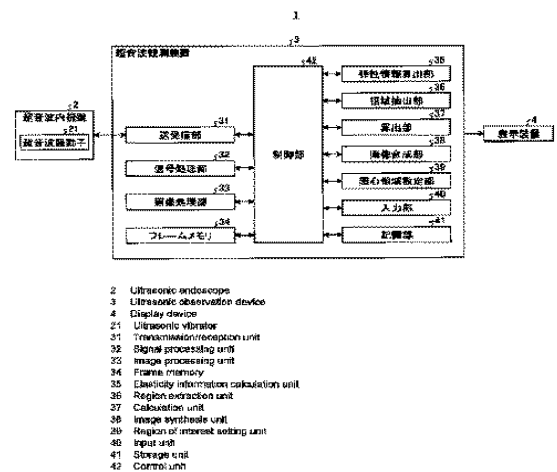 1
3
超音波観測装置
42
35
弾性情報算出部
36
領域抽出部
2
37
超音波内視鏡
31
算出部
4
21
超音波振動子
送受信部
制御部
38
表示装置
32
画像合成部
信号処理部
39
関心領域設定部
33
画像処理部
40
入力部
34
フレームメモリ
41
記憶部
2 Ultrasonic endoscope
3 Ultrasonic observation device
4 Display device
21 Ultrasonic vibrator
31 Transmission/reception unit
32 Signal processing unit
33 Image processing unit
34 Frame memory
35 Elasticity information calculation unit
36 Region extraction unit
37 Calculation unit
38 Image synthesis unit
39 Region of interest setting unit
40 Input unit
41 Storage unit
42 Control unit